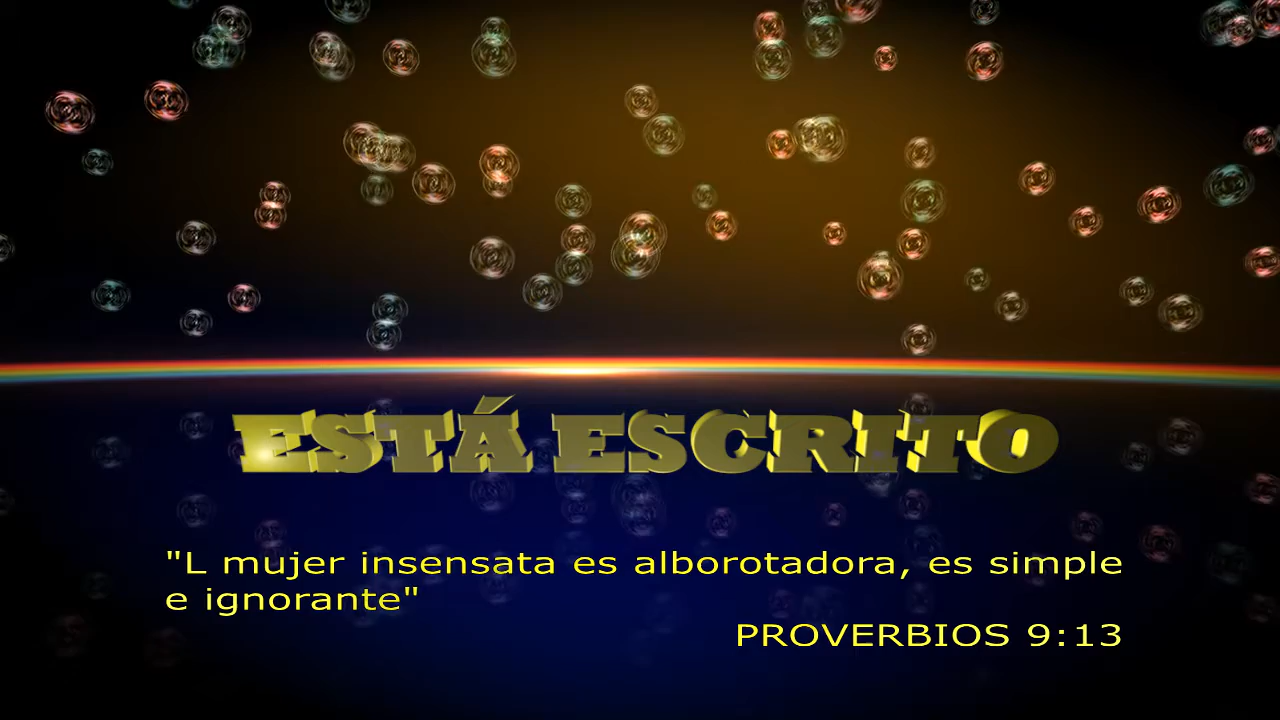 ESTÁ ESCRITO
"L mujer insensata es alborotadora, es simple
e ignorante"
PROVERBIOS 9:13